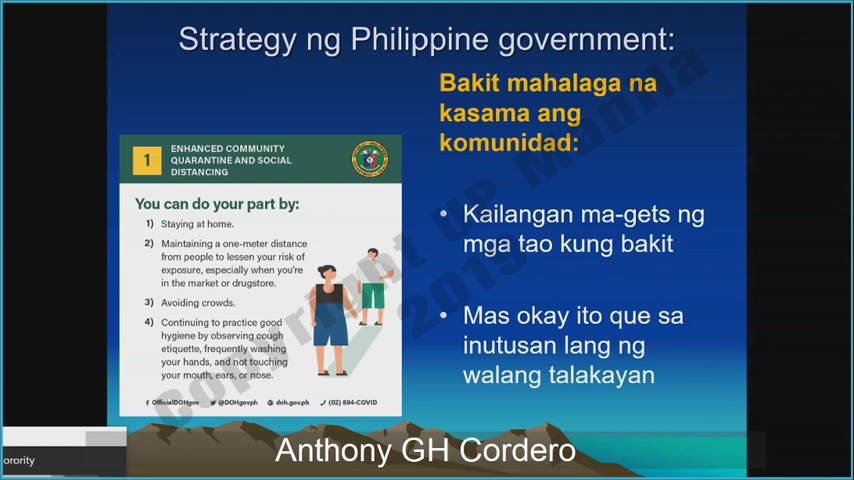 Strategy ng Philippine government:
Bakit mahalaga na
kasama ang
komunidad:
Kailangan ma-gets ng
mga tao kung bakit
Mas okay ito que sa
inutusan lang ng
walang talakayan
1
ENHANCED COMMUNITY
QUARANTINE AND SOCIAL
DISTANCING
You can do your part by:
1) Staying at home.
2) Maintaining a one-meter distance
from people to lessen your risk of
exposure, especially when you're
in the market or drugstore.
3) Avoiding crowds.
4) Continuing to practice good
hygiene by observing cough
etiquette, frequently washing
your hands, and not touching
your mouth, ears, or nose.
OfficialDOHgov @DOHgovph doh.gov.ph (02) 894-COVID
Copyright UP Manila
2019
Anthony GH Cordero
orority